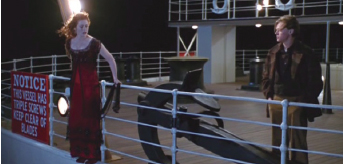 NOTICE
THIS VESSEL HAS
TRIPLE SCREWS
KEEP CLEAR OF
BLADES